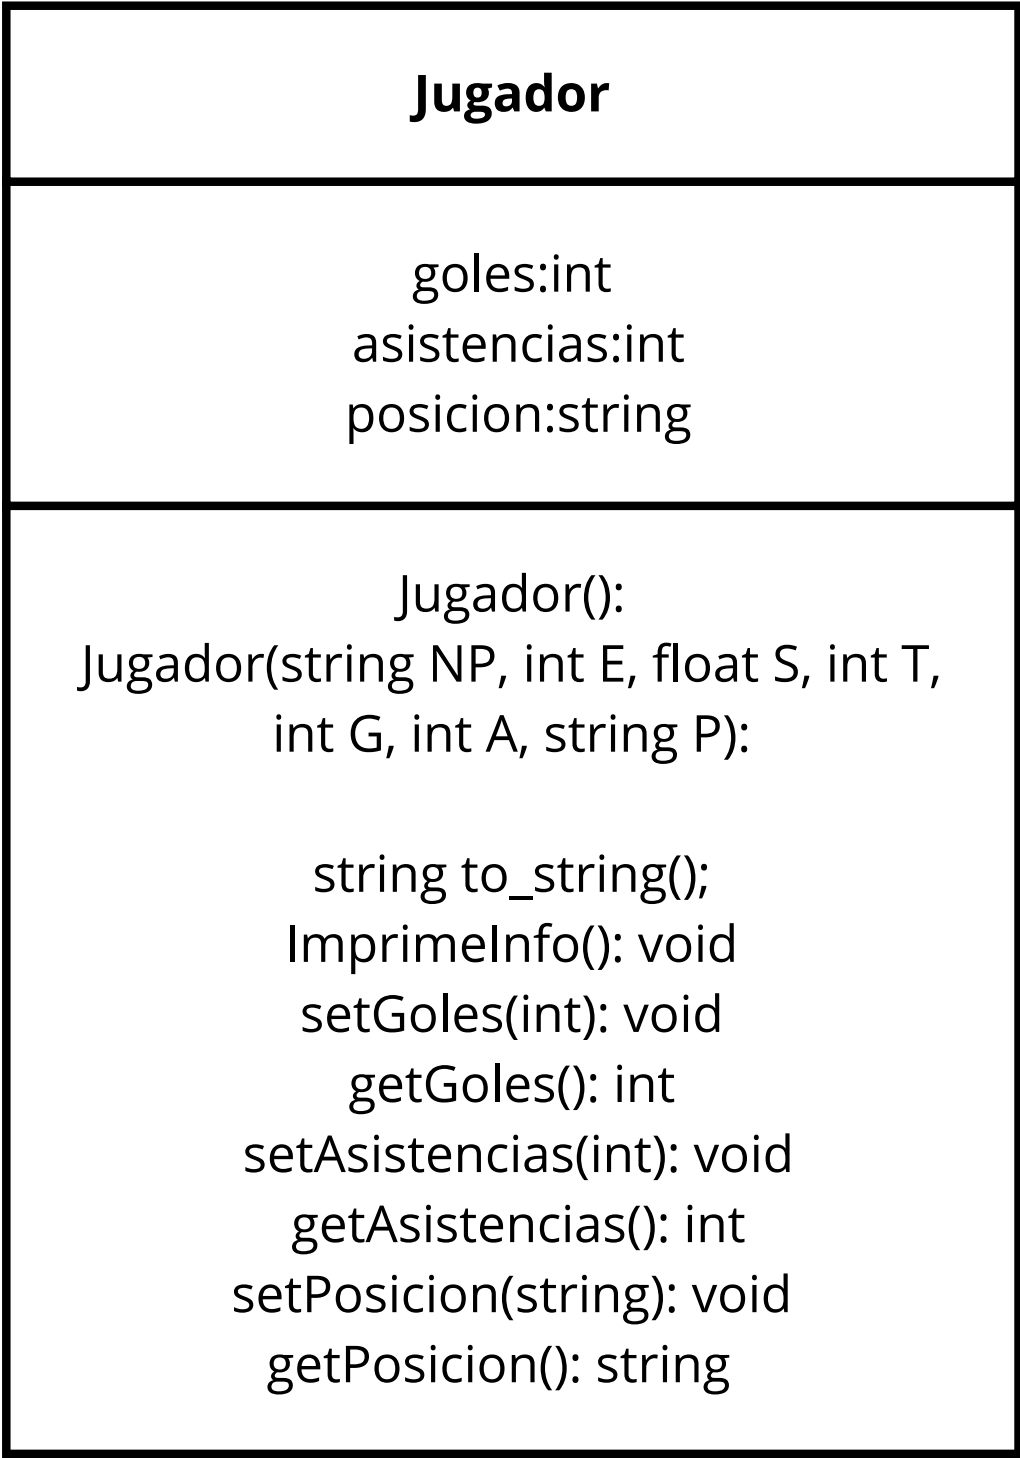 Jugador
goles:int
asistencias:int
posicion:string
Jugador():
Jugador(string NP, int E, float S, int T,
int G, int A, string P):
string to_string();
ImprimeInfo(): void
setGoles(int): void
getGoles(): int
setAsistencias(int): void
getAsistencias(): int
setPosicion(string): void
getPosicion(): string